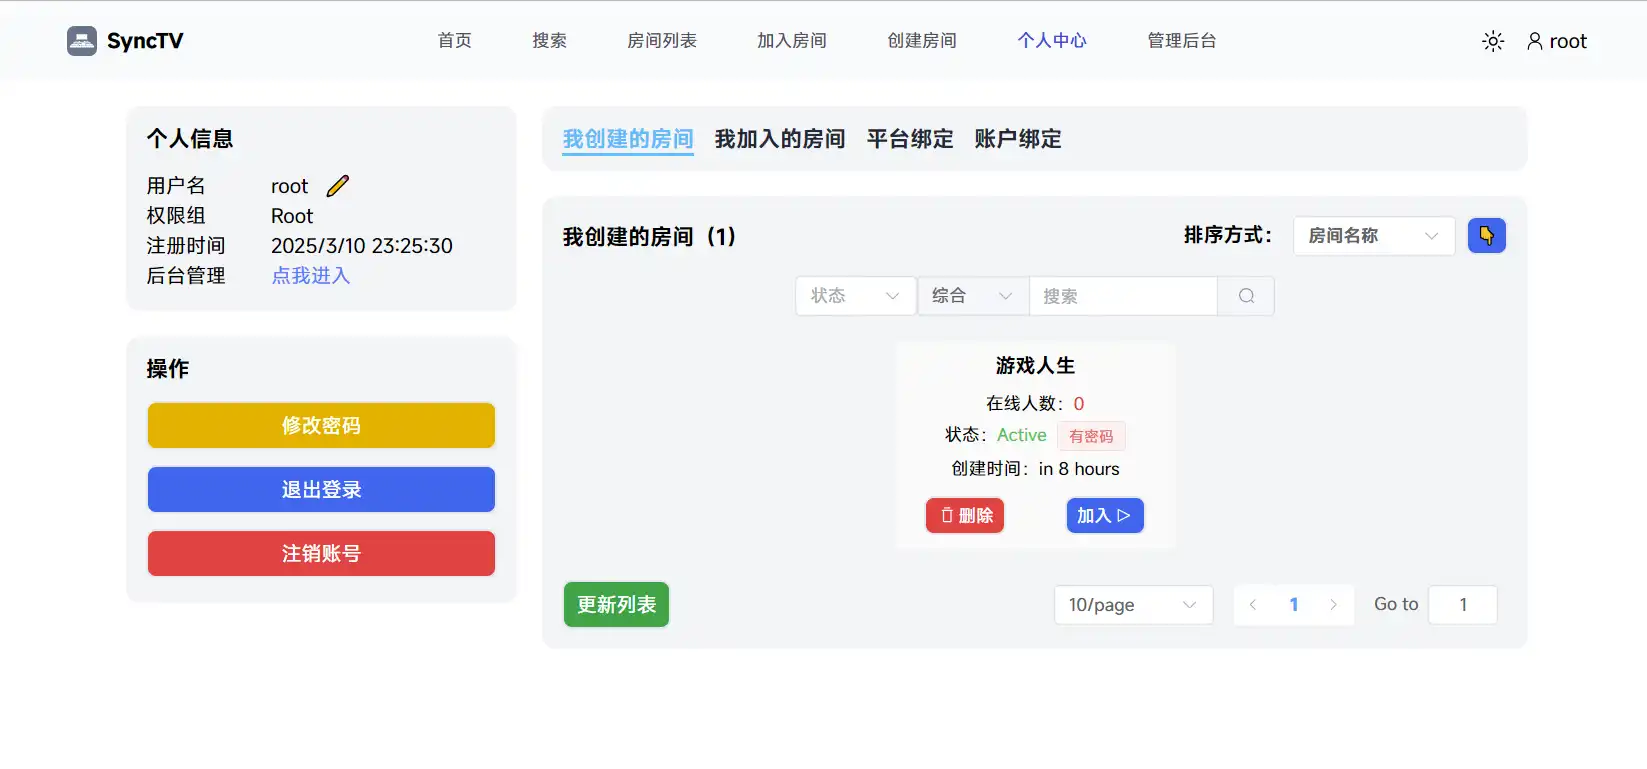 SyncTV
首页 搜索 房间列表 加入房间 创建房间 个人中心 管理后台
root
个人信息
用户名 root
权限组 Root
注册时间 2025/3/10 23:25:30
后台管理 点我进入
操作
修改密码
退出登录
注销账号
我创建的房间 我加入的房间 平台绑定 账户绑定
我创建的房间（1）
排序方式： 房间名称
状态 综合 搜索
游戏人生
在线人数：0
状态：Active 有密码
创建时间：in 8 hours
删除 加入
更新列表
10/page 1 Go to 1